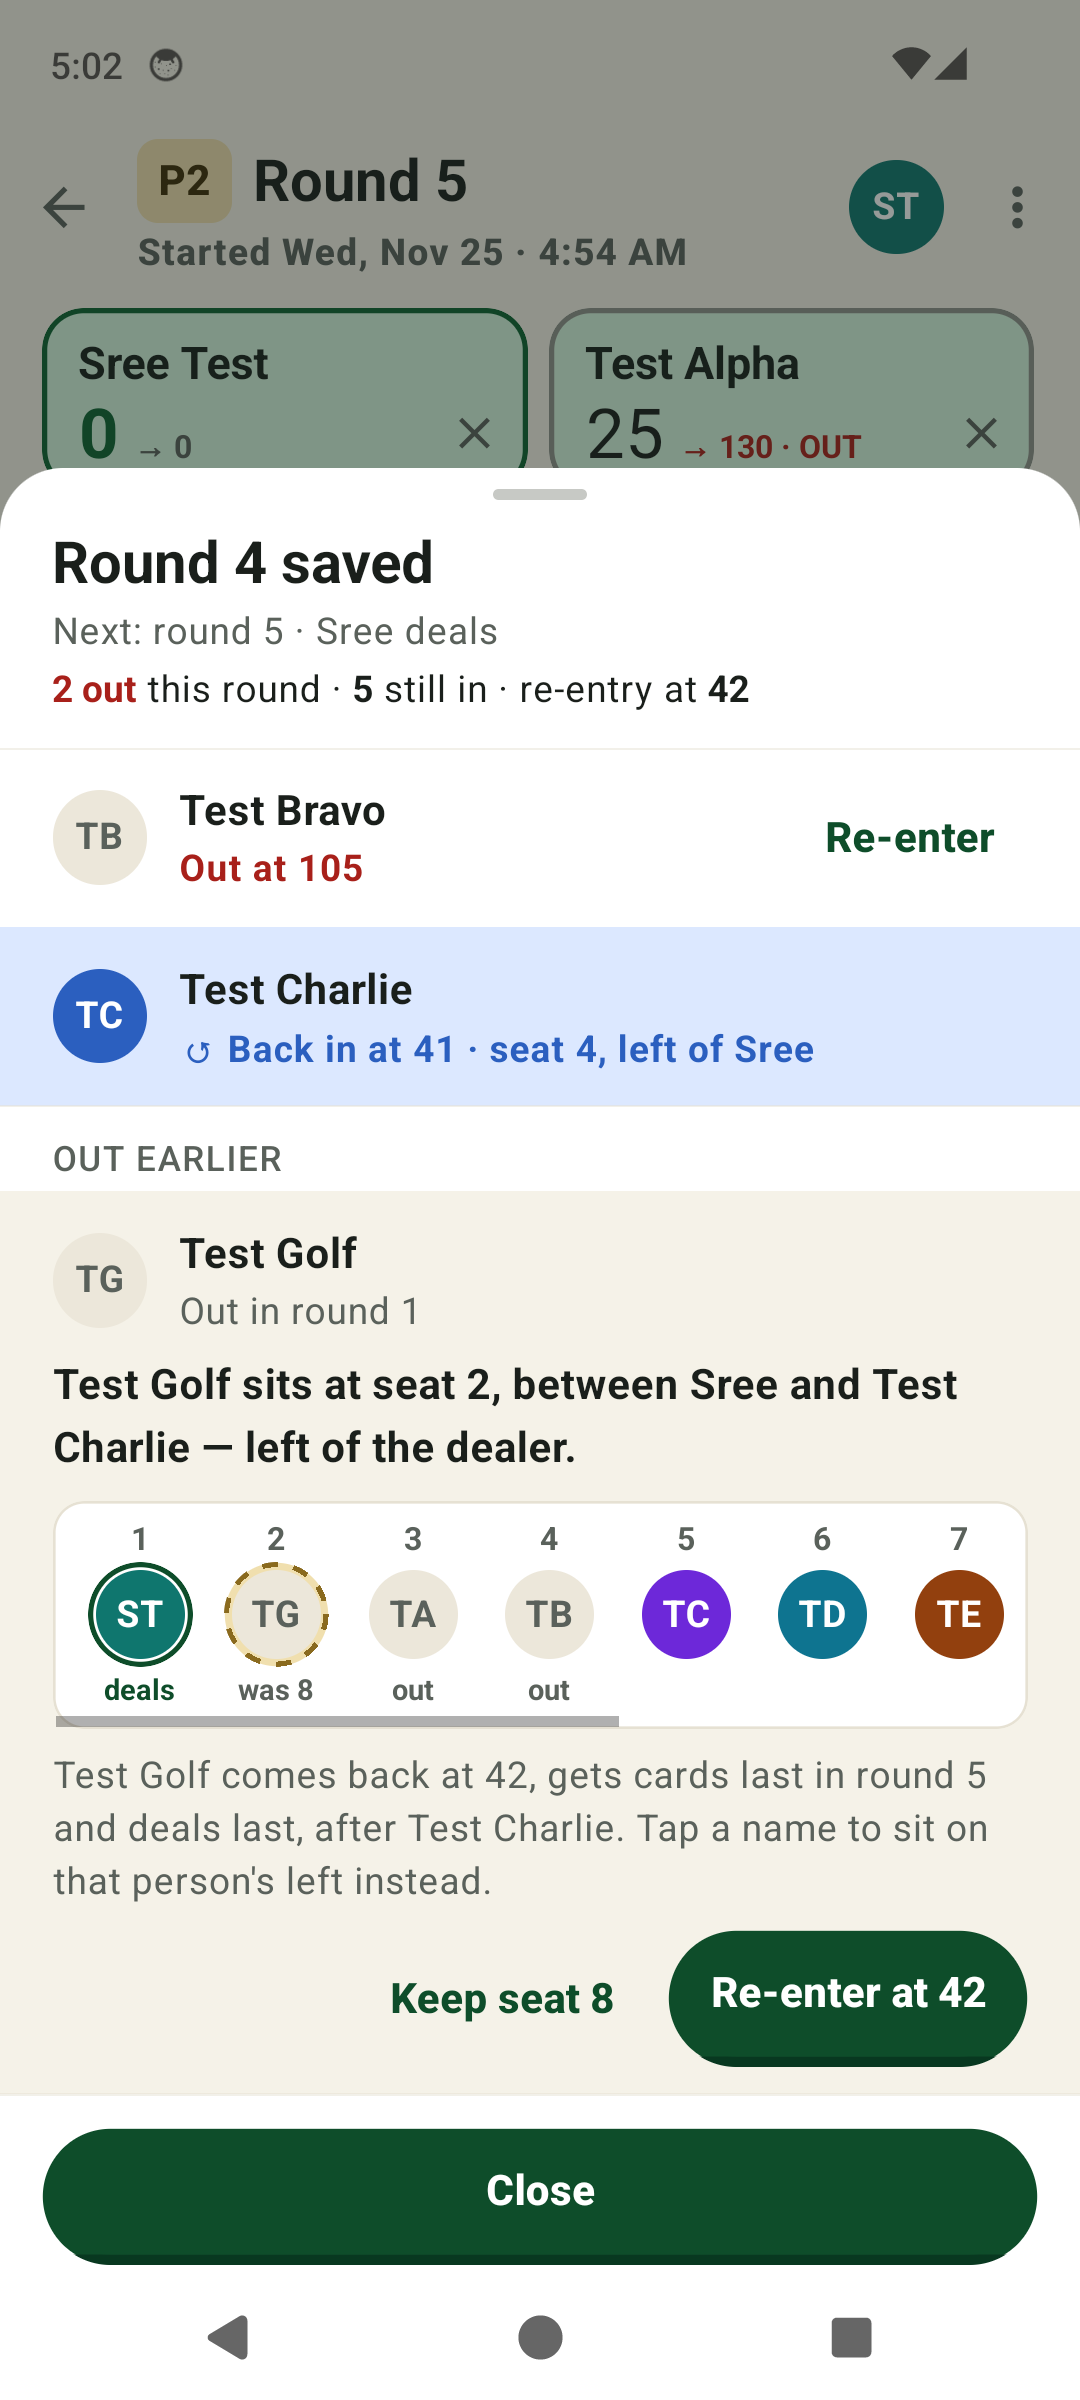 5:02
P2 Round 5
Started Wed, Nov 25 · 4:54 AM
ST
Sree Test
0 → 0
Test Alpha
25 → 130 · OUT
Round 4 saved
Next: round 5 · Sree deals
2 out this round · 5 still in · re-entry at 42
TB
Test Bravo
Out at 105
Re-enter
TC
Test Charlie
↺ Back in at 41 · seat 4, left of Sree
OUT EARLIER
TG
Test Golf
Out in round 1
Test Golf sits at seat 2, between Sree and Test
Charlie — left of the dealer.
1 2 3 4 5 6 7
ST TG TA TB TC TD TE
deals was 8 out out
Test Golf comes back at 42, gets cards last in round 5
and deals last, after Test Charlie. Tap a name to sit on
that person's left instead.
Keep seat 8
Re-enter at 42
Close